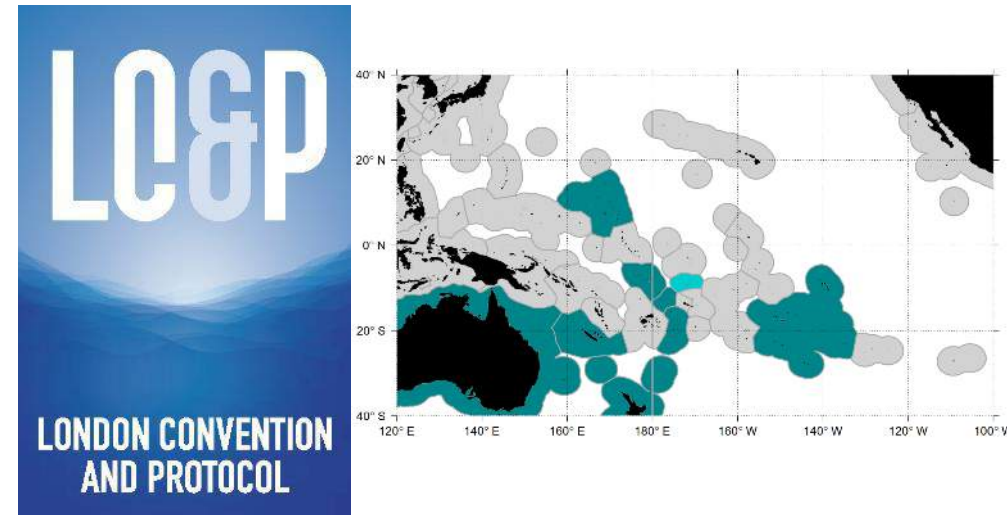 LC&P
LONDON CONVENTION
AND PROTOCOL
40° N
20° N
0° N
20° S
40° S
120° E
140° E
160° E
180° E
160° W
140° W
120° W
100° W